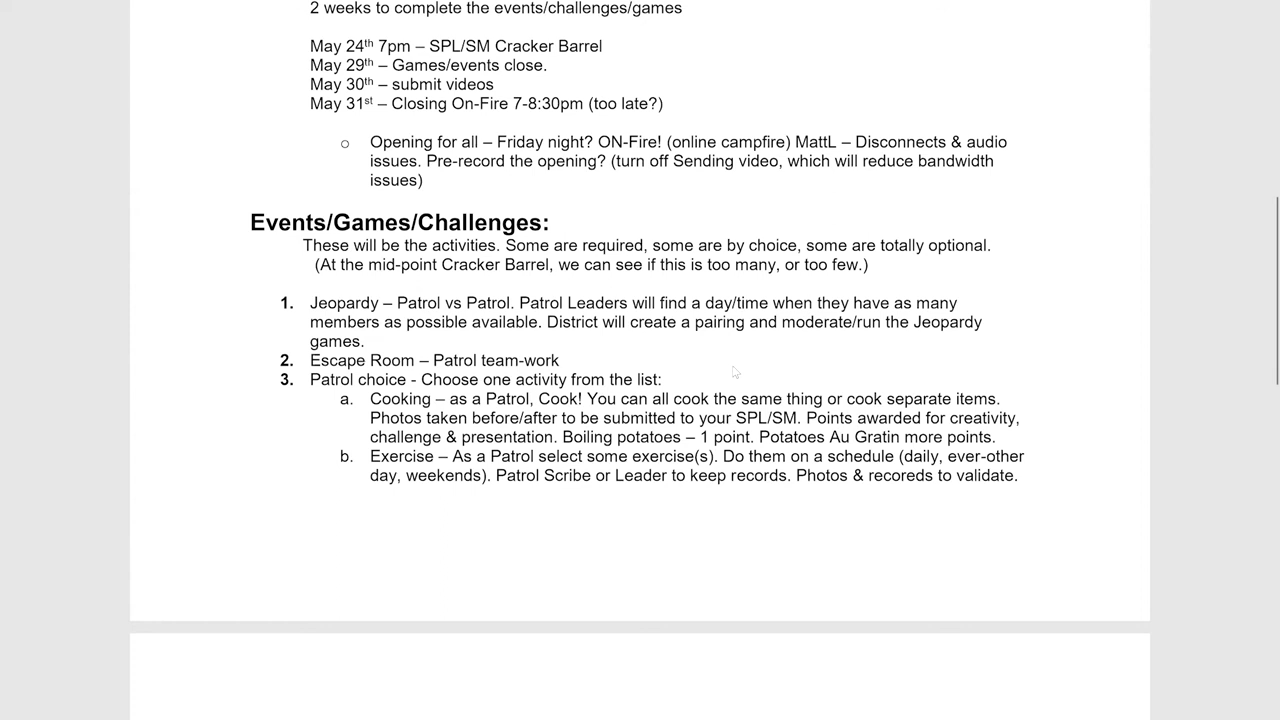 2 weeks to complete the events/challenges/games
May 24th 7pm – SPL/SM Cracker Barrel
May 29th – Games/events close.
May 30th – submit videos
May 31st – Closing On-Fire 7-8:30pm (too late?)
o Opening for all – Friday night? ON-Fire! (online campfire) MattL – Disconnects & audio
issues. Pre-record the opening? (turn off Sending video, which will reduce bandwidth
issues)
Events/Games/Challenges:
These will be the activities. Some are required, some are by choice, some are totally optional.
(At the mid-point Cracker Barrel, we can see if this is too many, or too few.)
1. Jeopardy – Patrol vs Patrol. Patrol Leaders will find a day/time when they have as many
members as possible available. District will create a pairing and moderate/run the Jeopardy
games.
2. Escape Room – Patrol team-work
3. Patrol choice - Choose one activity from the list:
a. Cooking – as a Patrol, Cook! You can all cook the same thing or cook separate items.
Photos taken before/after to be submitted to your SPL/SM. Points awarded for creativity,
challenge & presentation. Boiling potatoes – 1 point. Potatoes Au Gratin more points.
b. Exercise – As a Patrol select some exercise(s). Do them on a schedule (daily, ever-other
day, weekends). Patrol Scribe or Leader to keep records. Photos & recoreds to validate.